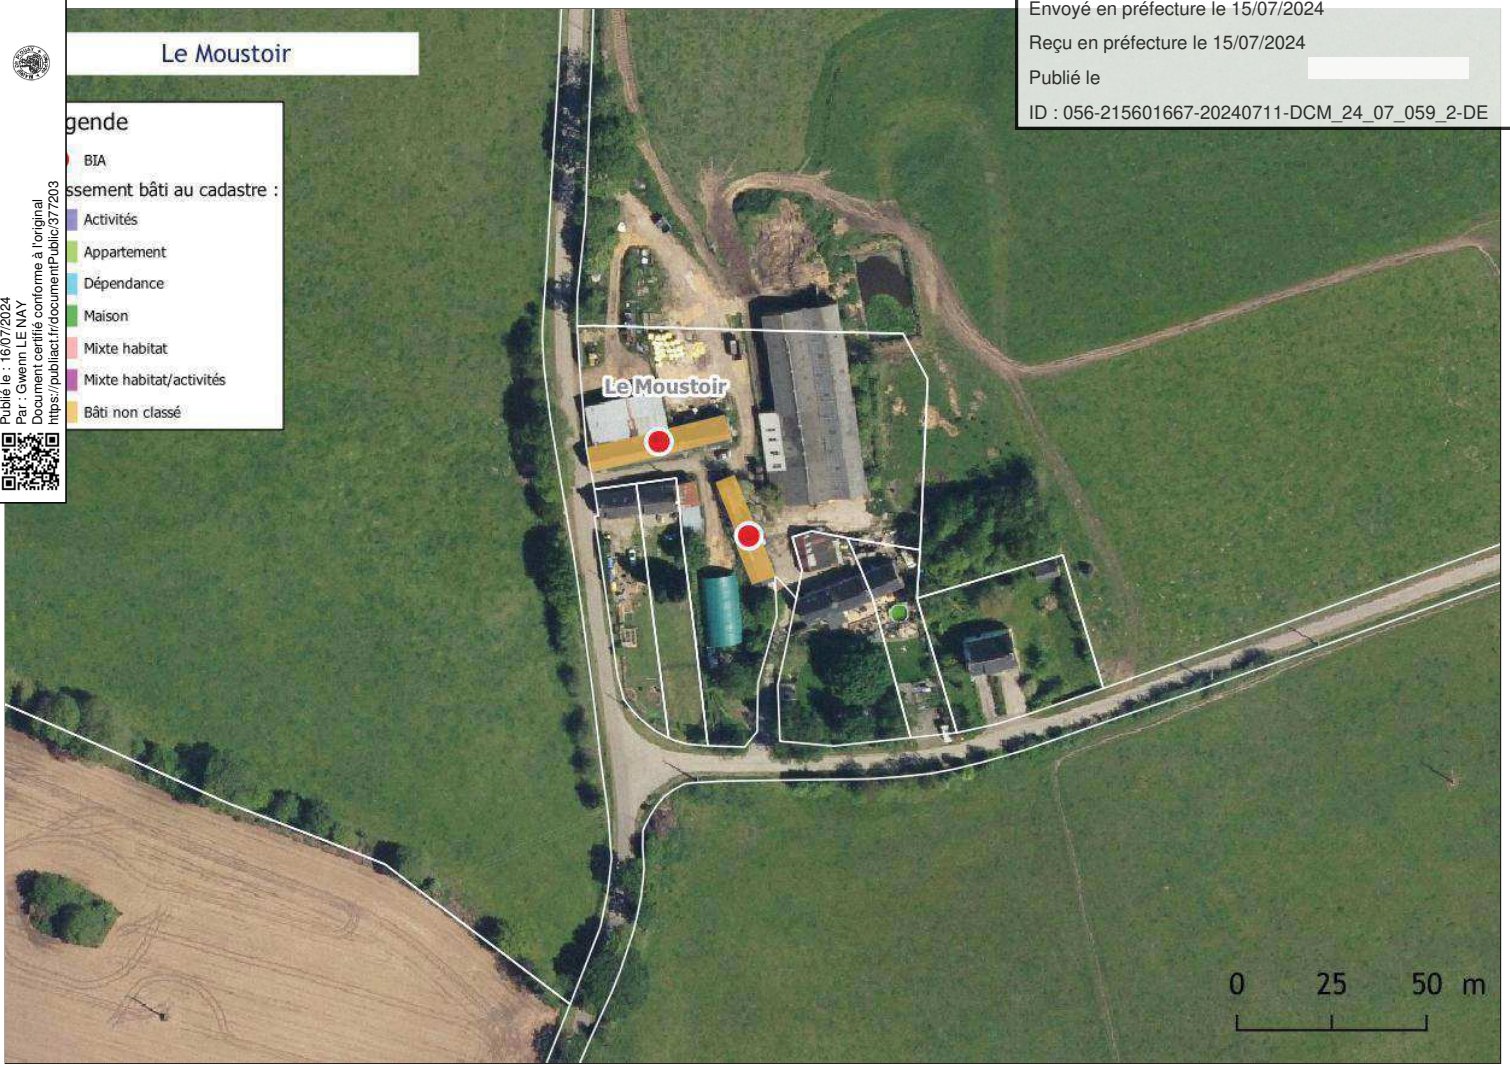 Le Moustoir
Envoyé en préfecture le 15/07/2024
Reçu en préfecture le 15/07/2024
Publié le
ID : 056-215601667-20240711-DCM_24_07_059_2-DE
gende
BIA
ssement bâti au cadastre :
Activités
Appartement
Dépendance
Maison
Mixte habitat
Mixte habitat/activités
Bâti non classé
Publié le : 16/07/2024
Par : Gwenn LE NAY
Document certifié conforme à l'original
https://publiact.fr/documentPublic/377203
Le Moustoir
0 25 50 m